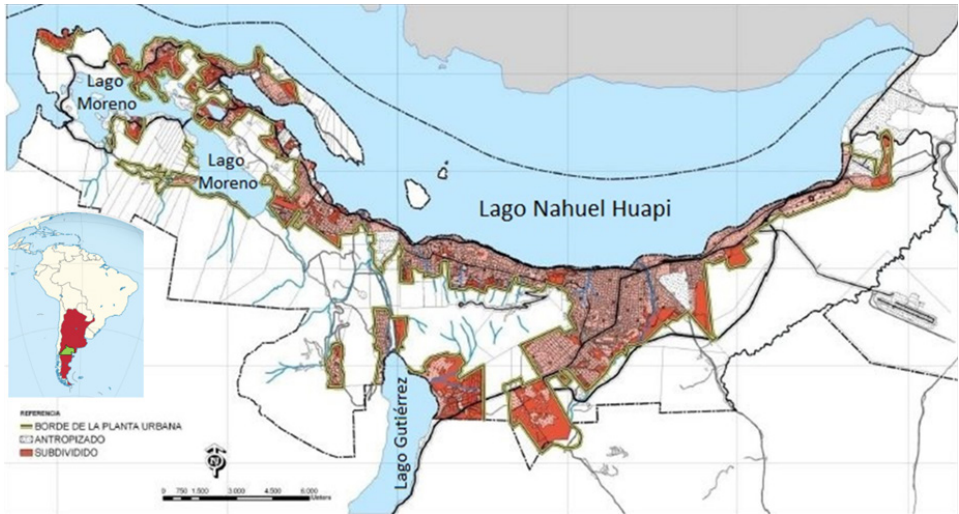 Lago
Moreno
Lago
Moreno
Lago Nahuel Huapi
Lago Gutiérrez
REFERENCIA
BORDE DE LA PLANTA URBANA
ANTROPIZADO
SUBDIVIDIDO
0 750 1.500 3.000 4.500 6.000
Meters